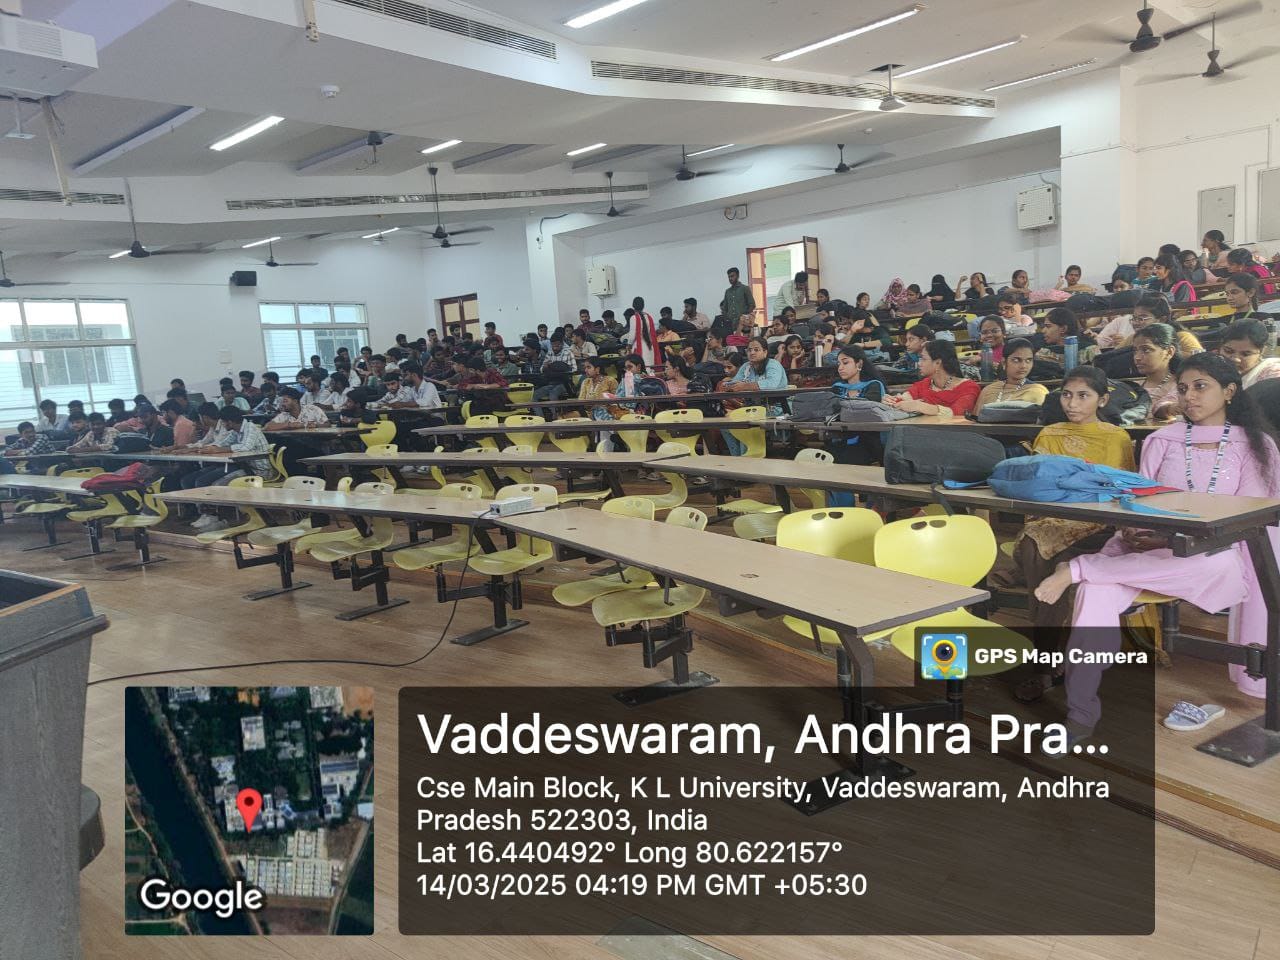 GPS Map Camera
Vaddeswaram, Andhra Pra...
Cse Main Block, K L University, Vaddeswaram, Andhra
Pradesh 522303, India
Lat 16.440492° Long 80.622157°
14/03/2025 04:19 PM GMT +05:30
Google